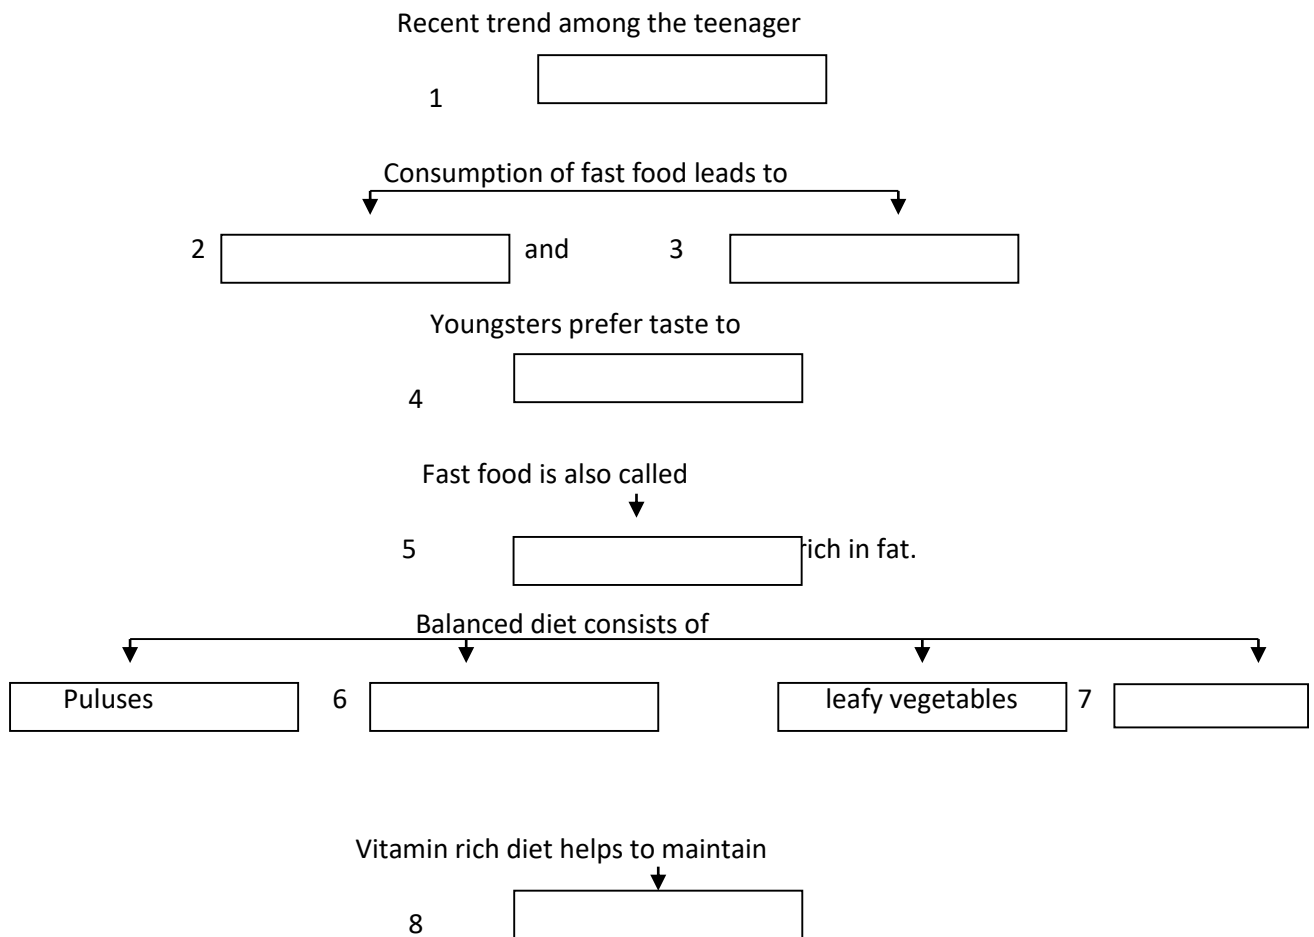 Recent trend among the teenager
1
Consumption of fast food leads to
2 and 3
Youngsters prefer taste to
4
Fast food is also called
5 rich in fat.
Balanced diet consists of
Puluses 6 leafy vegetables 7
Vitamin rich diet helps to maintain
8